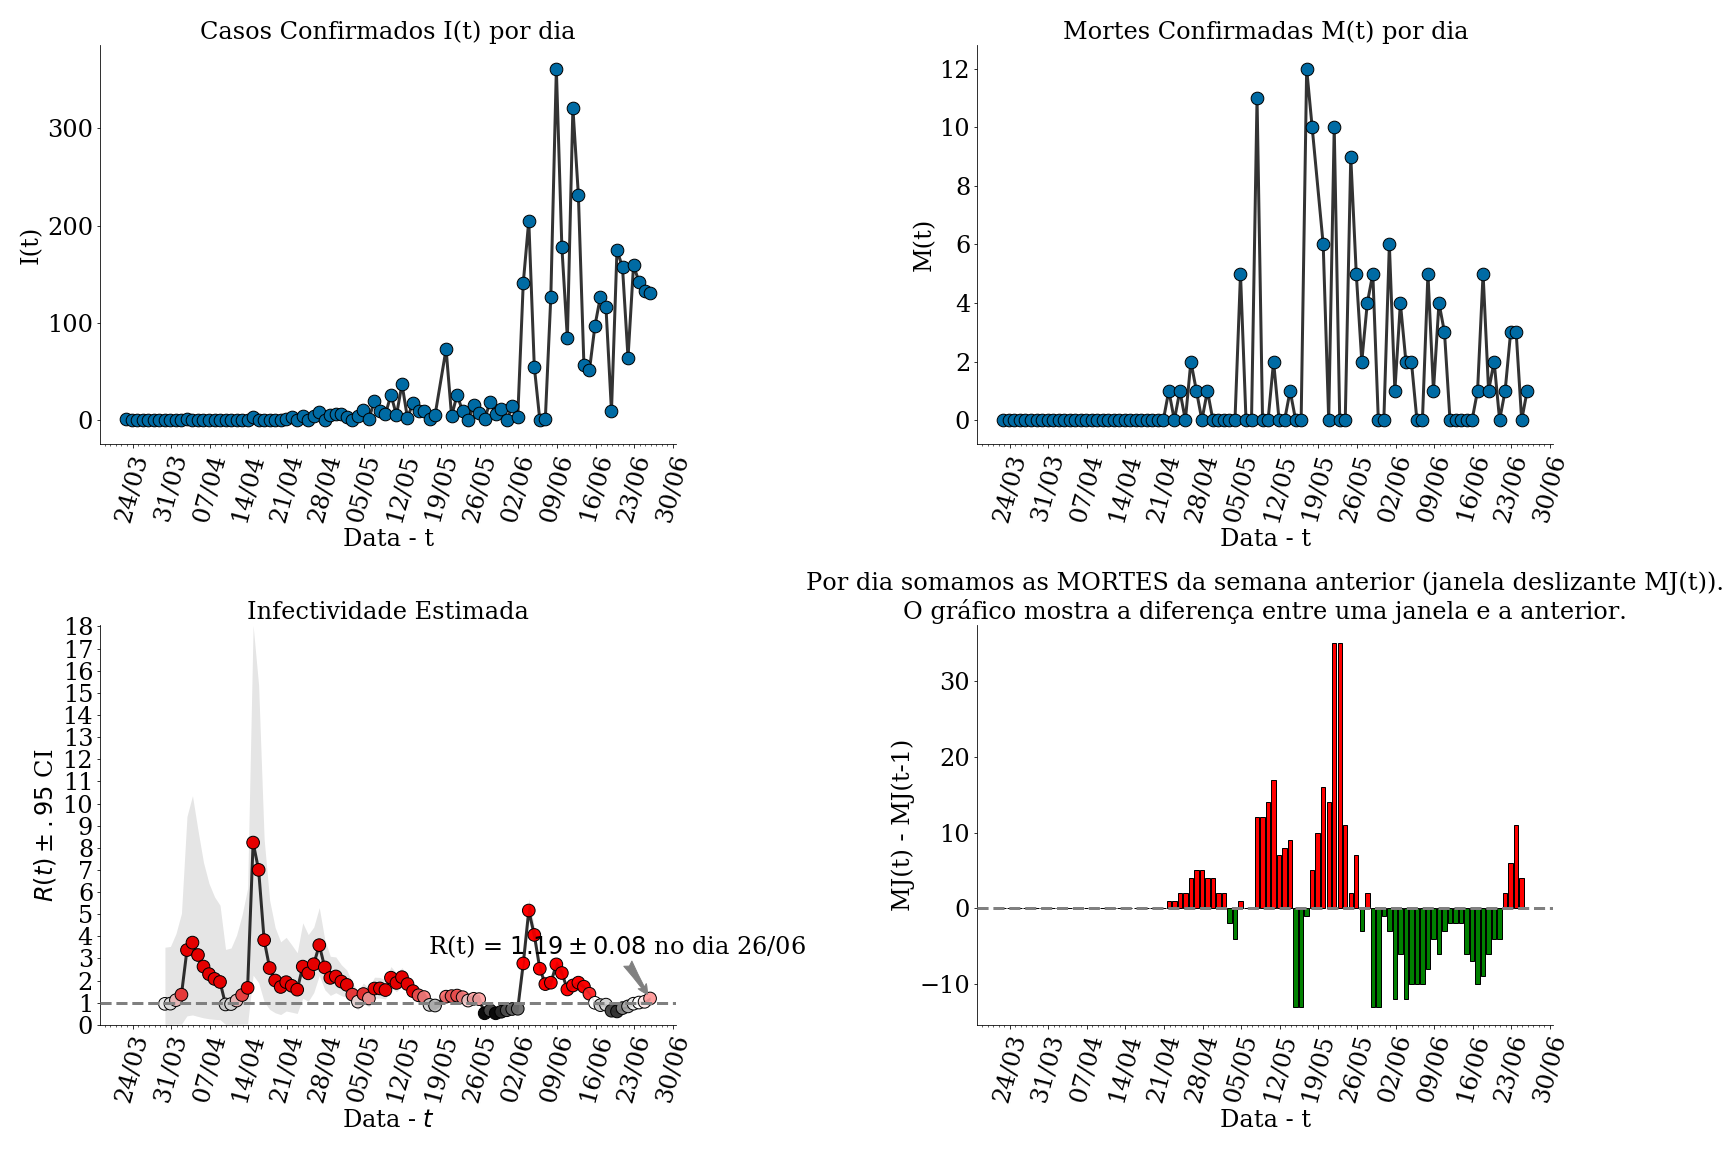 Casos Confirmados I(t) por dia
300
200
100
0
I(t)
24/03 31/03 07/04 14/04 21/04 28/04 05/05 12/05 19/05 26/05 02/06 09/06 16/06 23/06 30/06
Data - t
Mortes Confirmadas M(t) por dia
12
10
8
6
4
2
0
M(t)
24/03 31/03 07/04 14/04 21/04 28/04 05/05 12/05 19/05 26/05 02/06 09/06 16/06 23/06 30/06
Data - t
Infectividade Estimada
18
17
16
15
14
13
12
11
10
9
8
7
6
5
4
3
2
1
0
R(t) ± .95 CI
R(t) = 1.19 ± 0.08 no dia 26/06
24/03 31/03 07/04 14/04 21/04 28/04 05/05 12/05 19/05 26/05 02/06 09/06 16/06 23/06 30/06
Data - t
Por dia somamos as MORTES da semana anterior (janela deslizante MJ(t)).
O gráfico mostra a diferença entre uma janela e a anterior.
30
20
10
0
−10
MJ(t) - MJ(t-1)
24/03 31/03 07/04 14/04 21/04 28/04 05/05 12/05 19/05 26/05 02/06 09/06 16/06 23/06 30/06
Data - t